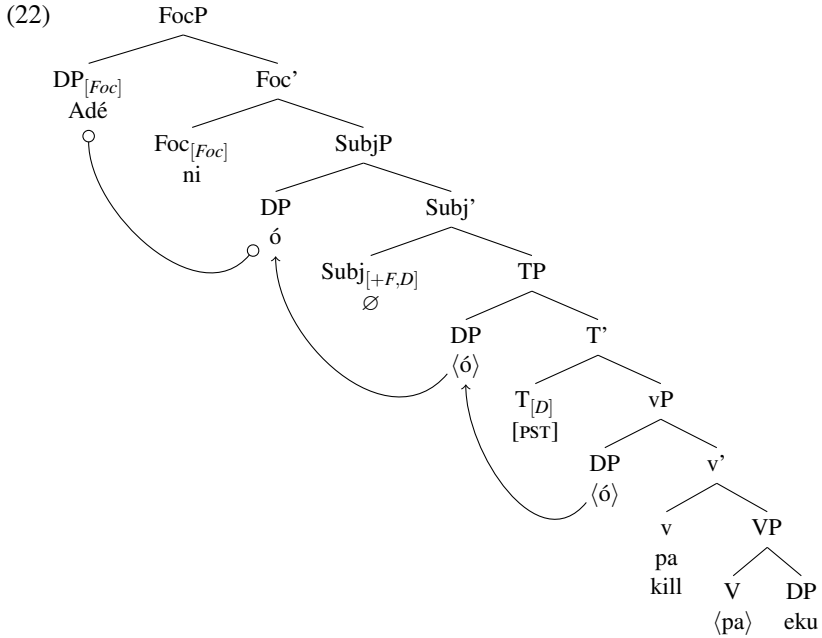 (22)
FocP
DP[Foc] Foc’
Adé
Foc[Foc] SubjP
ni
DP Subj’
ó
Subj[+F,D] TP
∅
DP T’
⟨ó⟩
T[D] vP
[PST]
DP v’
⟨ó⟩
v VP
pa
kill V DP
⟨pa⟩ eku